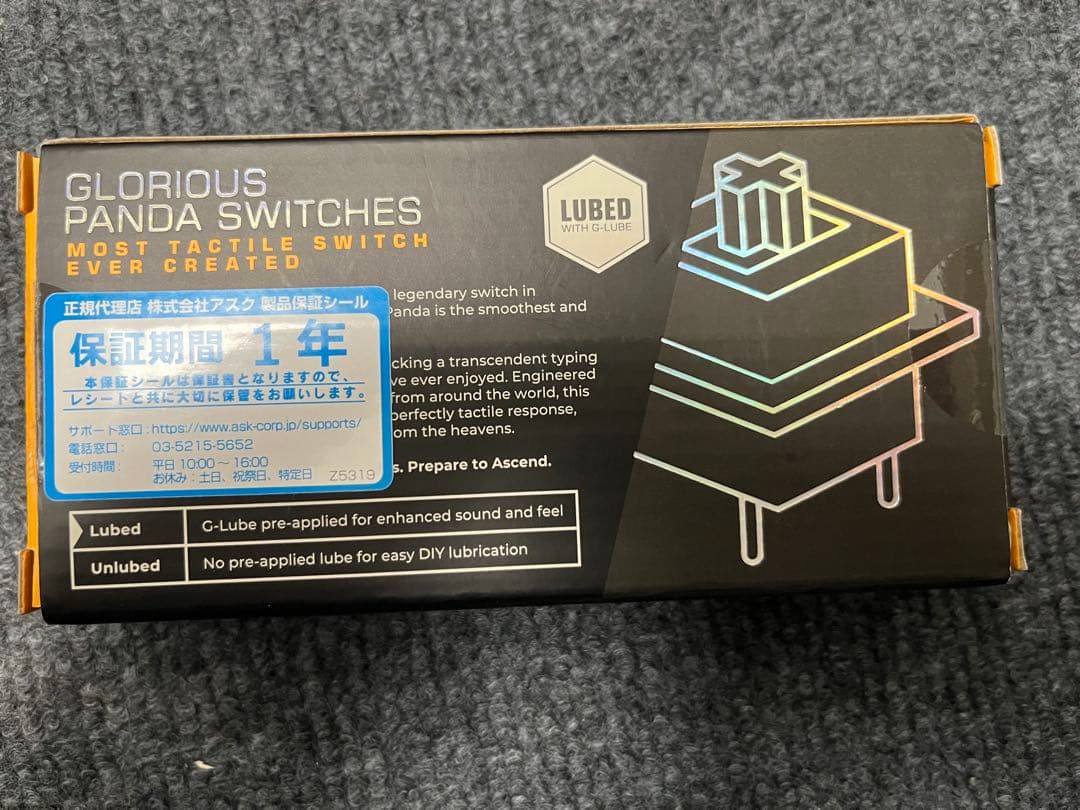 GLORIOUS
PANDA SWITCHES
MOST TACTILE SWITCH
EVER CREATED
LUBED
WITH G-LUBE
正規代理店 株式会社アスク 製品保証シール
保証期間 1年
本保証シールは保証書となりますので、
レシートと共に大切に保管をお願いします。
サポート窓口:https://www.ask-corp.jp/supports/
電話窓口: 03-5215-5652
受付時間: 平日 10:00~16:00
お休み:土日、祝祭日、特定日 Z5319
legendary switch in
Panda is the smoothest and
cking a transcendent typing
ve ever enjoyed. Engineered
from around the world, this
perfectly tactile response,
om the heavens.
s. Prepare to Ascend.
Lubed G-Lube pre-applied for enhanced sound and feel
Unlubed No pre-applied lube for easy DIY lubrication